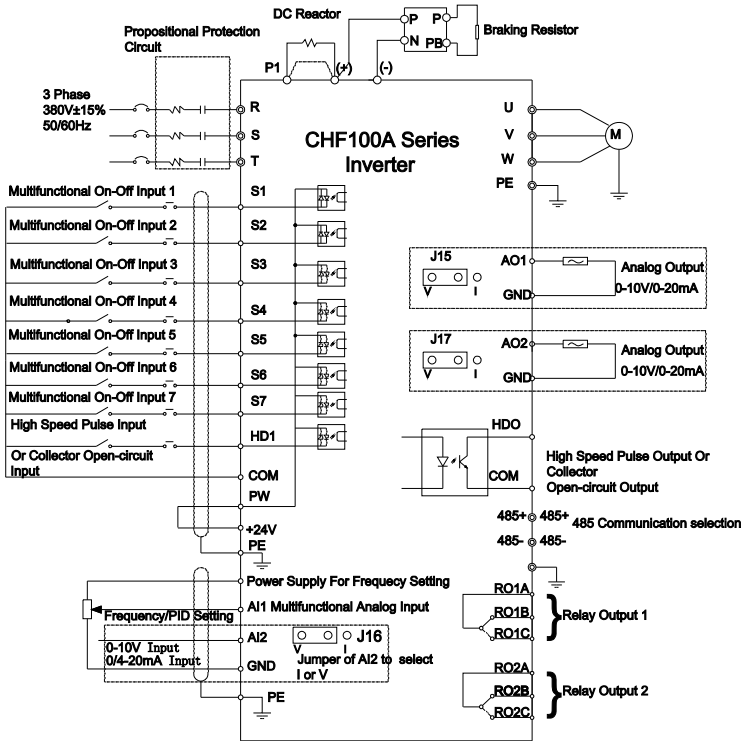 DC Reactor
P
P
N
PB
Braking Resistor
Propositional Protection
Circuit
P1
(+)
(-)
3 Phase
380V±15%
50/60Hz
R
S
T
CHF100A Series
Inverter
U
V
W
PE
M
Multifunctional On-Off Input 1
S1
Multifunctional On-Off Input 2
S2
Multifunctional On-Off Input 3
S3
Multifunctional On-Off Input 4
S4
Multifunctional On-Off Input 5
S5
Multifunctional On-Off Input 6
S6
Multifunctional On-Off Input 7
S7
High Speed Pulse Input
HD1
Or Collector Open-circuit
Input
COM
PW
+24V
PE
J15
V
I
AO1
GND
Analog Output
0-10V/0-20mA
J17
V
I
AO2
GND
Analog Output
0-10V/0-20mA
HDO
COM
High Speed Pulse Output Or
Collector
Open-circuit Output
485+
485+
485-
485-
485 Communication selection
Power Supply For Frequecy Setting
AI1 Multifunctional Analog Input
Frequency/PID Setting
AI2
0-10V Input
0/4-20mA Input
GND
V
I
J16
Jumper of AI2 to select
I or V
PE
RO1A
RO1B
RO1C
Relay Output 1
RO2A
RO2B
RO2C
Relay Output 2